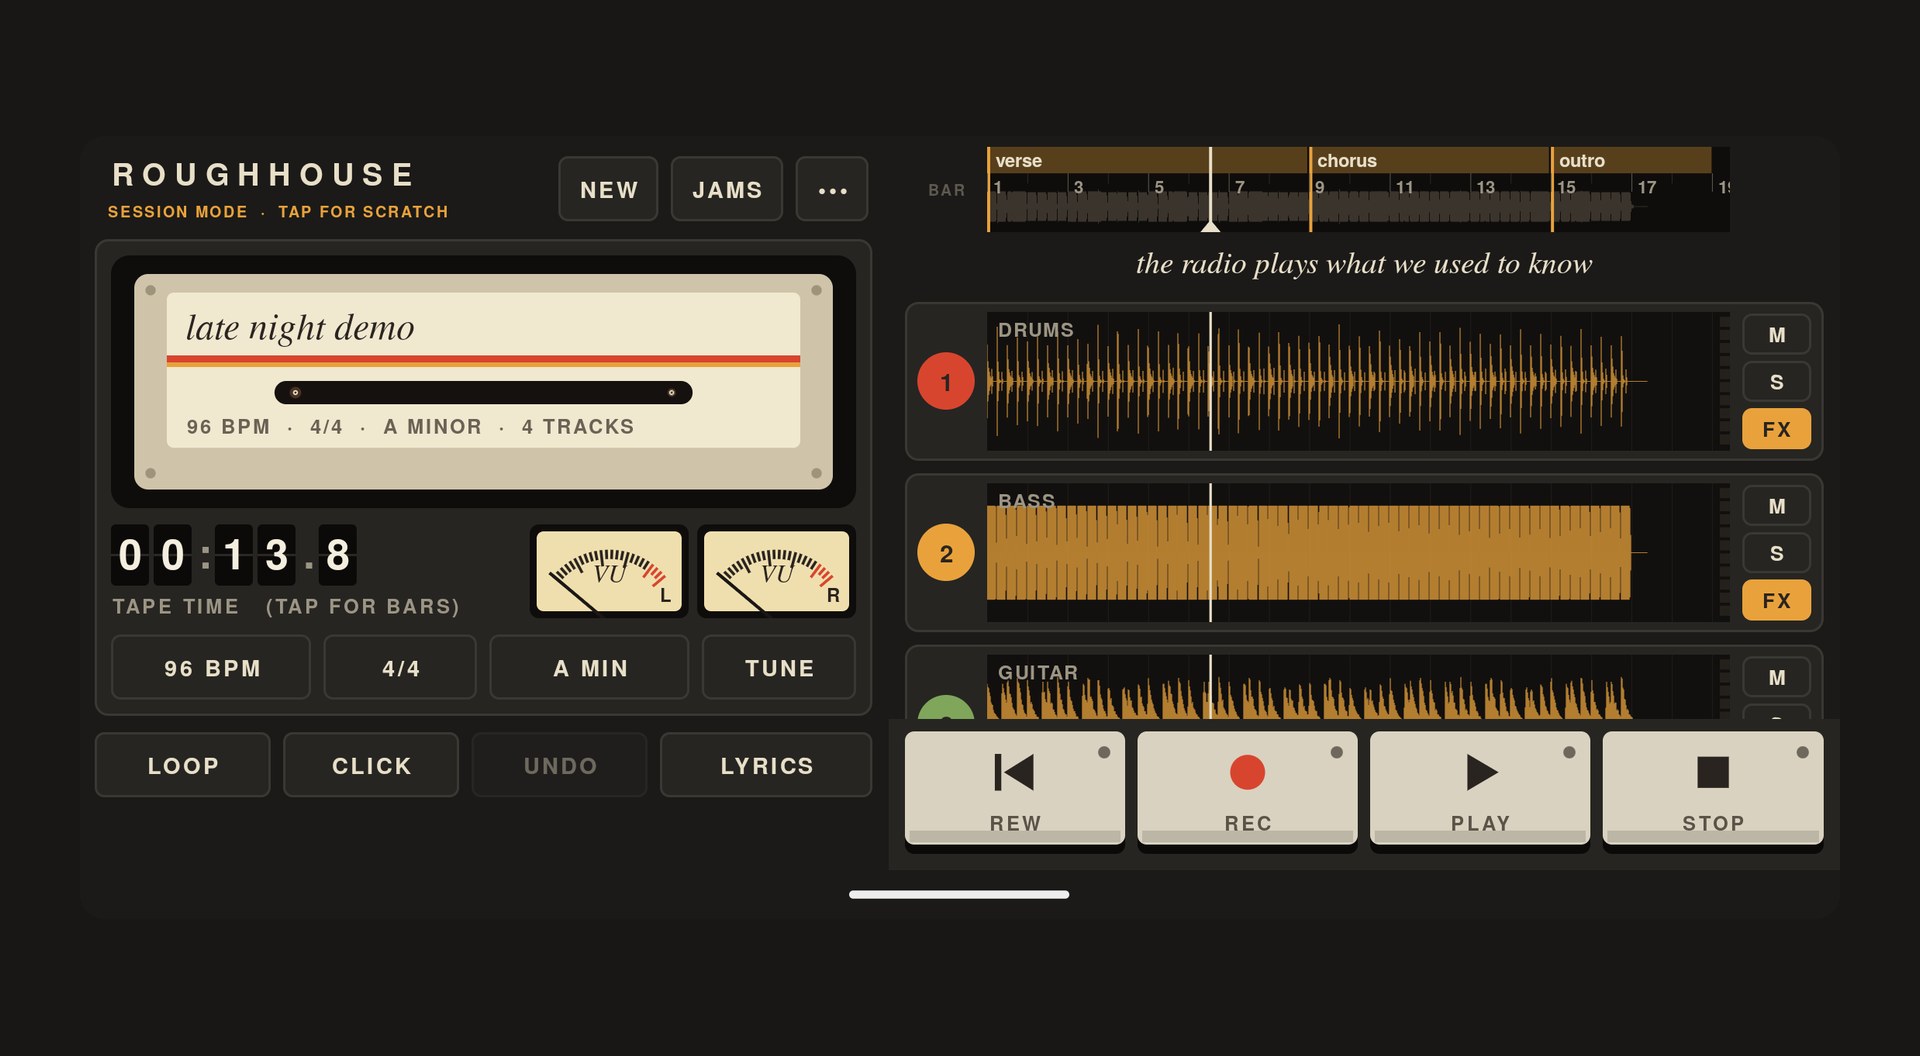 ROUGHHOUSE
SESSION MODE · TAP FOR SCRATCH
NEW
JAMS
•••
late night demo
96 BPM · 4/4 · A MINOR · 4 TRACKS
00:13.8
TAPE TIME (TAP FOR BARS)
VU
L
VU
R
96 BPM
4/4
A MIN
TUNE
LOOP
CLICK
UNDO
LYRICS
verse
chorus
outro
BAR
1 3 5 7 9 11 13 15 17
the radio plays what we used to know
1
DRUMS
M
S
FX
2
BASS
M
S
FX
GUITAR
M
REW
REC
PLAY
STOP